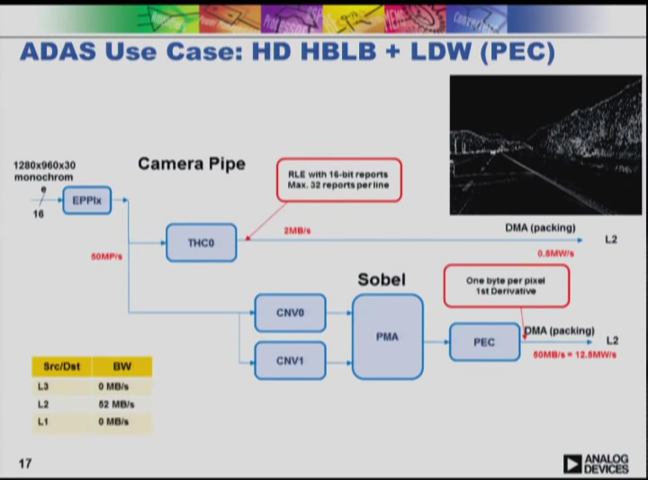 ADAS Use Case: HD HBLB + LDW (PEC)
1280x960x30
monochrom
e
16
EPPIx
Camera Pipe
RLE with 16-bit reports
Max. 32 reports per line
THC0
2MB/s
DMA (packing)
L2
0.5MW/s
50MP/s
Sobel
One byte per pixel
1st Derivative
CNV0
CNV1
PMA
PEC
DMA (packing)
L2
50MB/s = 12.5MW/s
Src/Dst BW
L3 0 MB/s
L2 52 MB/s
L1 0 MB/s
17
ANALOG
DEVICES